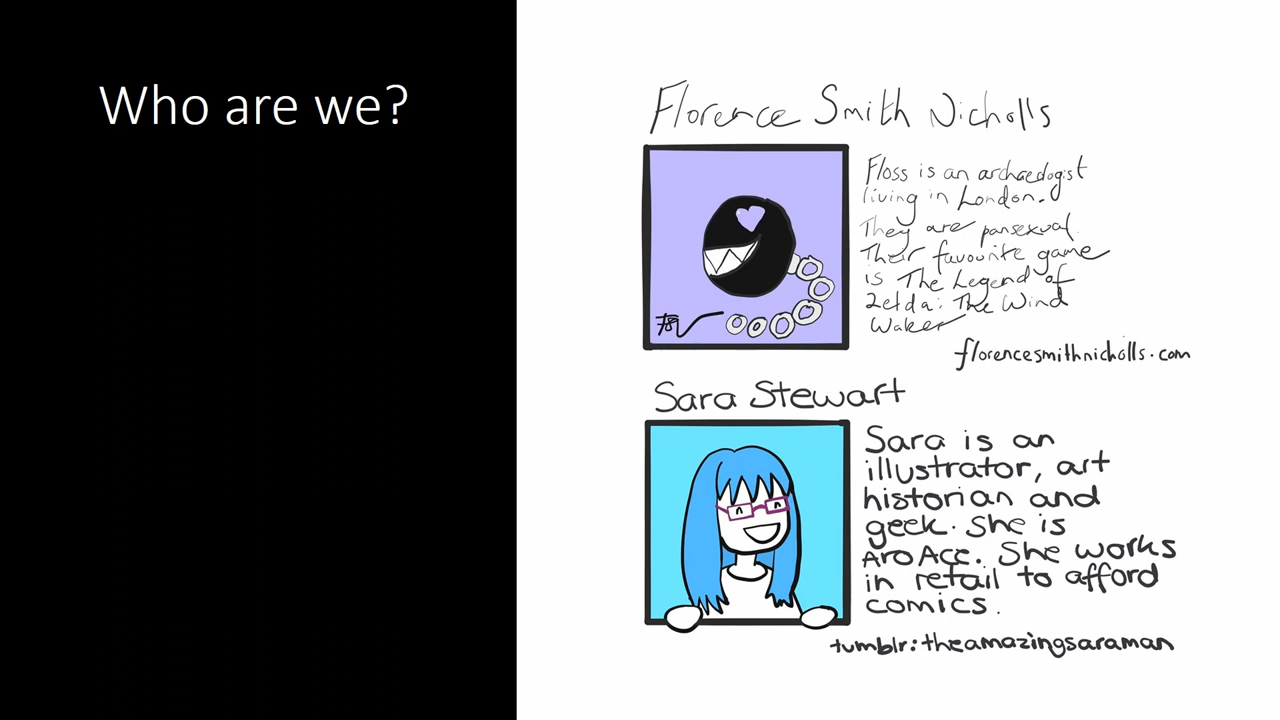 Who are we?
Florence Smith Nicholls
Floss is an archaeologist
living in London.
They are pansexual.
Their favourite game
is The Legend of
Zelda: The Wind
Waker
florencesmithnicholls.com
Sara Stewart
Sara is an
illustrator, art
historian and
geek. She is
AroAce. She works
in retail to afford
comics.
tumblr: theamazingsaraman